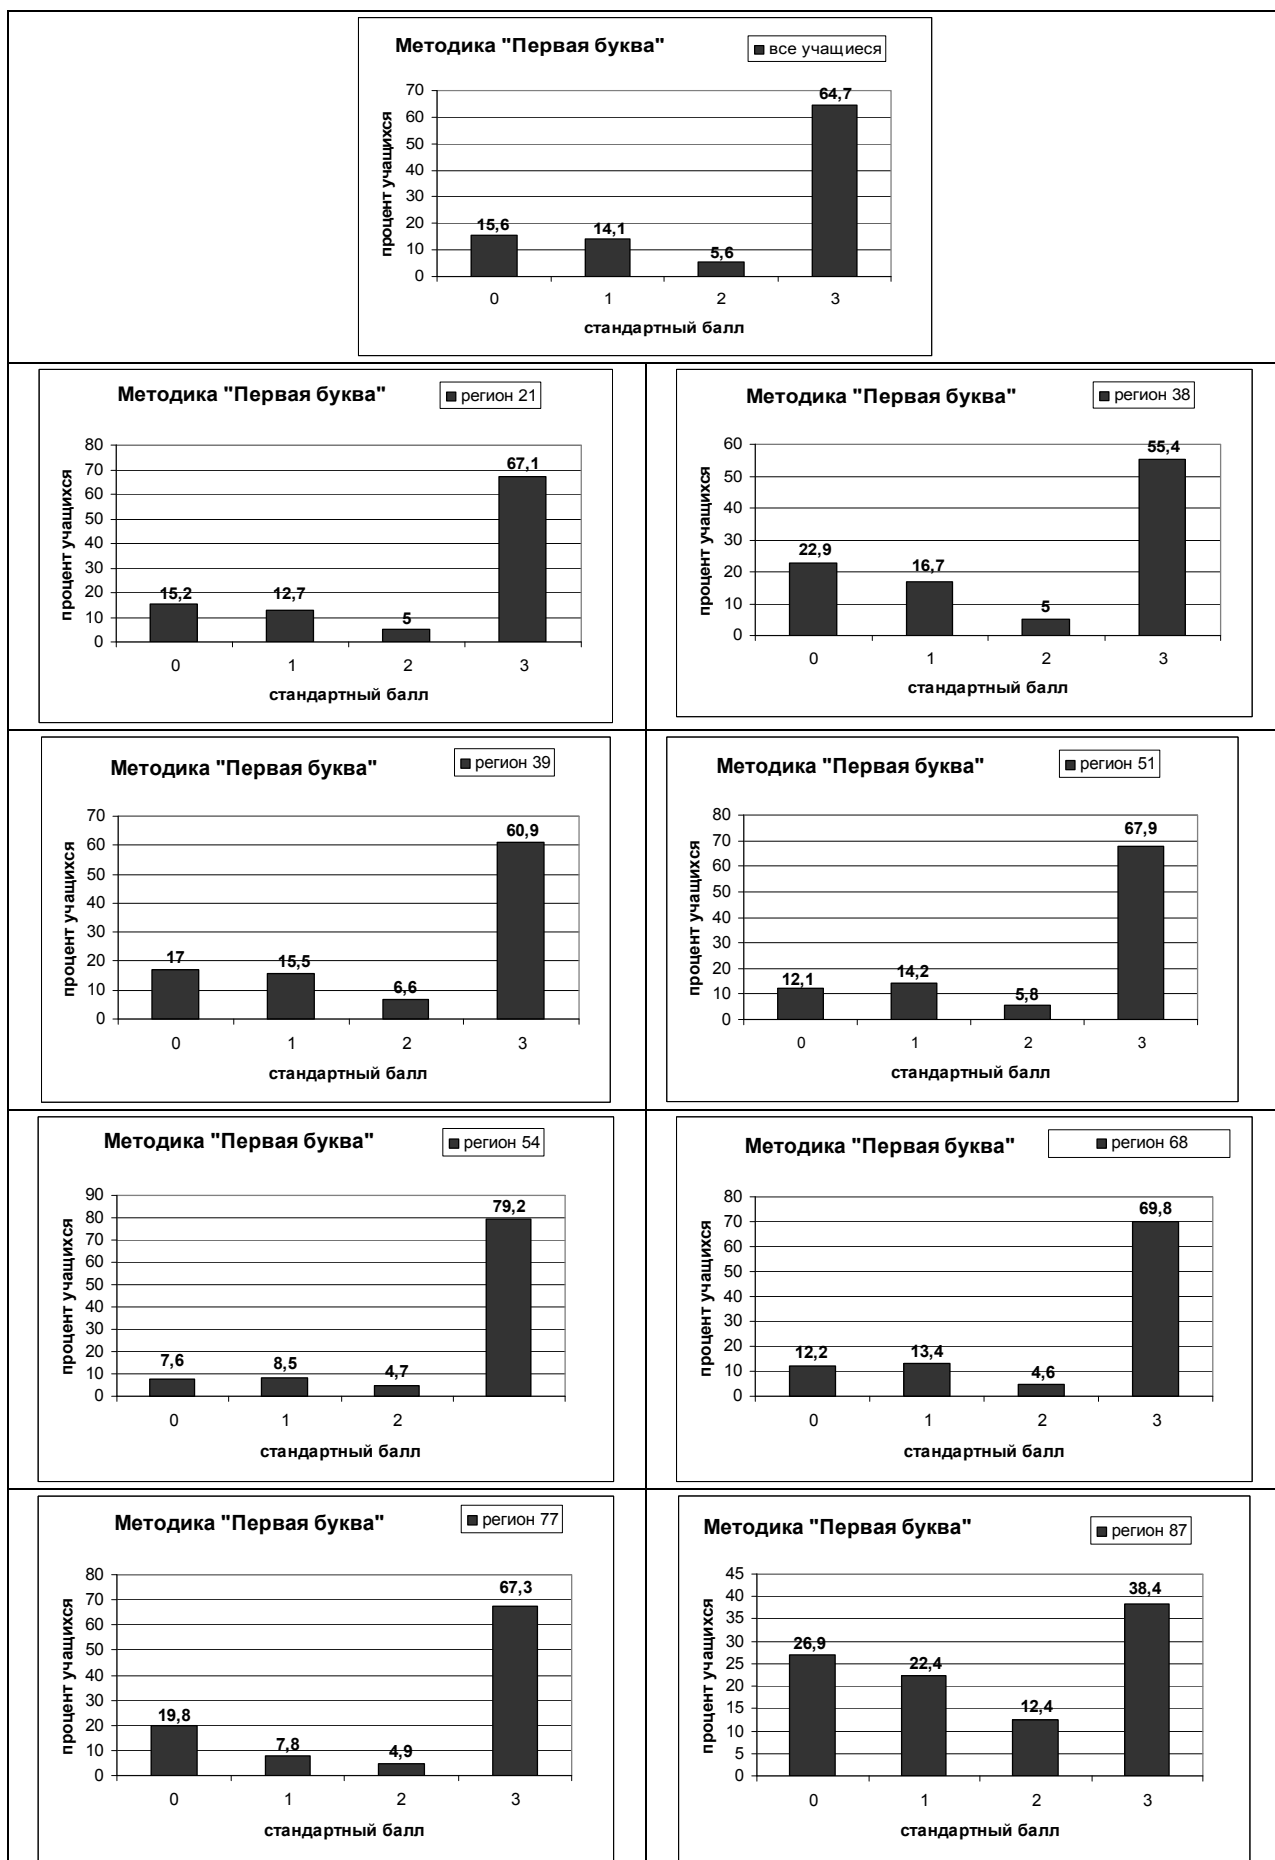 Методика "Первая буква"
все учащиеся
процент учащихся
70
60
50
40
30
20
10
0
15,6
14,1
5,6
64,7
0 1 2 3
стандартный балл
Методика "Первая буква"
регион 21
процент учащихся
80
70
60
50
40
30
20
10
0
15,2
12,7
5
67,1
0 1 2 3
стандартный балл
Методика "Первая буква"
регион 38
процент учащихся
60
50
40
30
20
10
0
22,9
16,7
5
55,4
0 1 2 3
стандартный балл
Методика "Первая буква"
регион 39
процент учащихся
70
60
50
40
30
20
10
0
17
15,5
6,6
60,9
0 1 2 3
стандартный балл
Методика "Первая буква"
регион 51
процент учащихся
80
70
60
50
40
30
20
10
0
12,1
14,2
5,8
67,9
0 1 2 3
стандартный балл
Методика "Первая буква"
регион 54
процент учащихся
90
80
70
60
50
40
30
20
10
0
7,6
8,5
4,7
79,2
0 1 2
стандартный балл
Методика "Первая буква"
регион 68
процент учащихся
80
70
60
50
40
30
20
10
0
12,2
13,4
4,6
69,8
0 1 2 3
стандартный балл
Методика "Первая буква"
регион 77
процент учащихся
80
70
60
50
40
30
20
10
0
19,8
7,8
4,9
67,3
0 1 2 3
стандартный балл
Методика "Первая буква"
регион 87
процент учащихся
45
40
35
30
25
20
15
10
5
0
26,9
22,4
12,4
38,4
0 1 2 3
стандартный балл